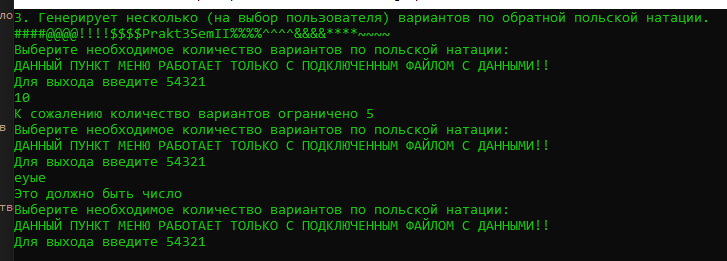 3. Генерирует несколько (на выбор пользователя) вариантов по обратной польской натации.
####@@@@!!!!$$$$Prakt3SemII%%%%^^^^&&&&****~~~~
Выберите необходимое количество вариантов по польской натации:
ДАННЫЙ ПУНКТ МЕНЮ РАБОТАЕТ ТОЛЬКО С ПОДКЛЮЧЕННЫМ ФАЙЛОМ С ДАННЫМИ!!
Для выхода введите 54321
10
К сожалению количество вариантов ограничено 5
Выберите необходимое количество вариантов по польской натации:
ДАННЫЙ ПУНКТ МЕНЮ РАБОТАЕТ ТОЛЬКО С ПОДКЛЮЧЕННЫМ ФАЙЛОМ С ДАННЫМИ!!
Для выхода введите 54321
еуые
Это должно быть число
Выберите необходимое количество вариантов по польской натации:
ДАННЫЙ ПУНКТ МЕНЮ РАБОТАЕТ ТОЛЬКО С ПОДКЛЮЧЕННЫМ ФАЙЛОМ С ДАННЫМИ!!
Для выхода введите 54321